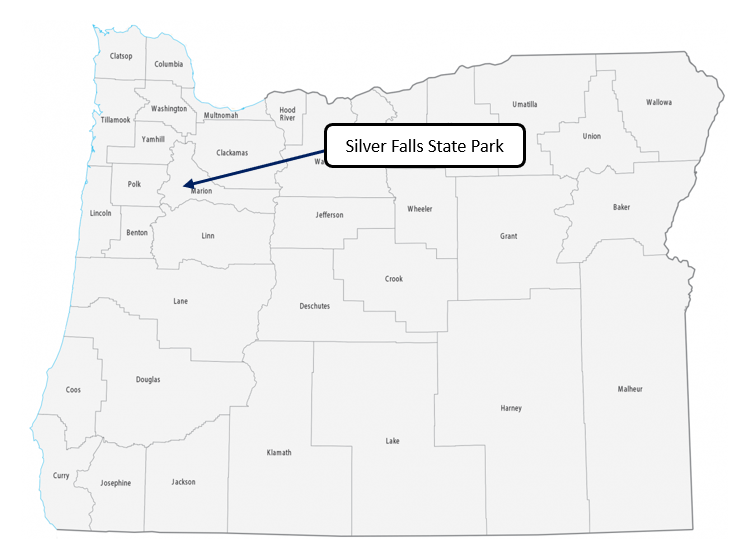 Clatsop
Columbia
Tillamook
Washington
Multnomah
Hood
River
Umatilla
Wallowa
Yamhill
Clackamas
Union
Silver Falls State Park
Polk
Marion
Lincoln
Benton
Linn
Jefferson
Wheeler
Grant
Baker
Lane
Deschutes
Crook
Coos
Douglas
Klamath
Lake
Harney
Malheur
Curry
Josephine
Jackson